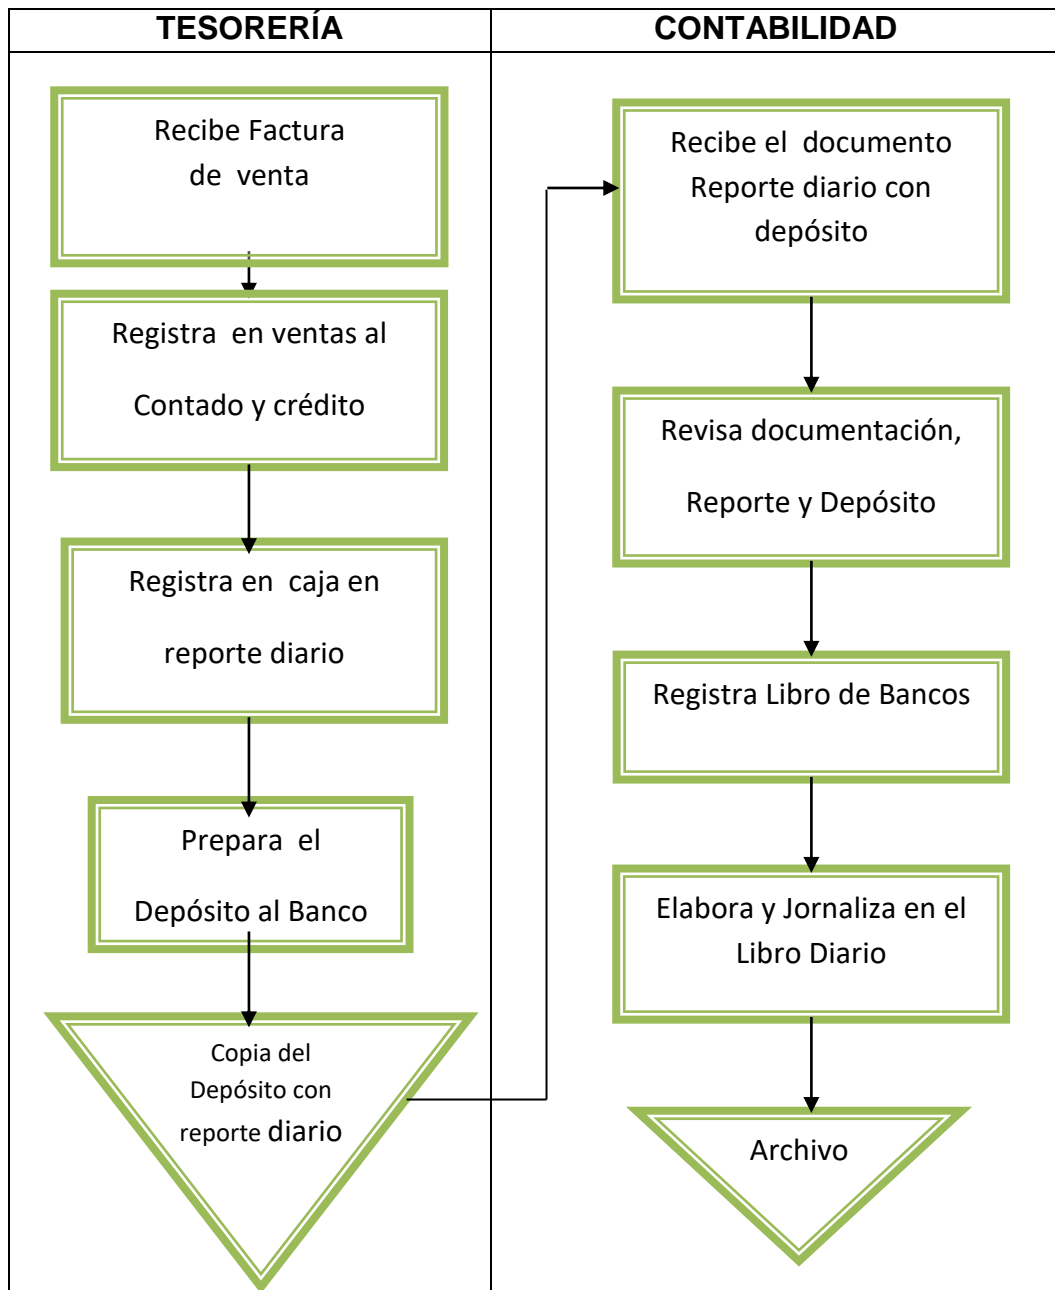 TESORERÍA
CONTABILIDAD
Recibe Factura
de venta
Registra en ventas al
Contado y crédito
Registra en caja en
reporte diario
Prepara el
Depósito al Banco
Copia del
Depósito con
reporte diario
Recibe el documento
Reporte diario con
depósito
Revisa documentación,
Reporte y Depósito
Registra Libro de Bancos
Elabora y Jornaliza en el
Libro Diario
Archivo